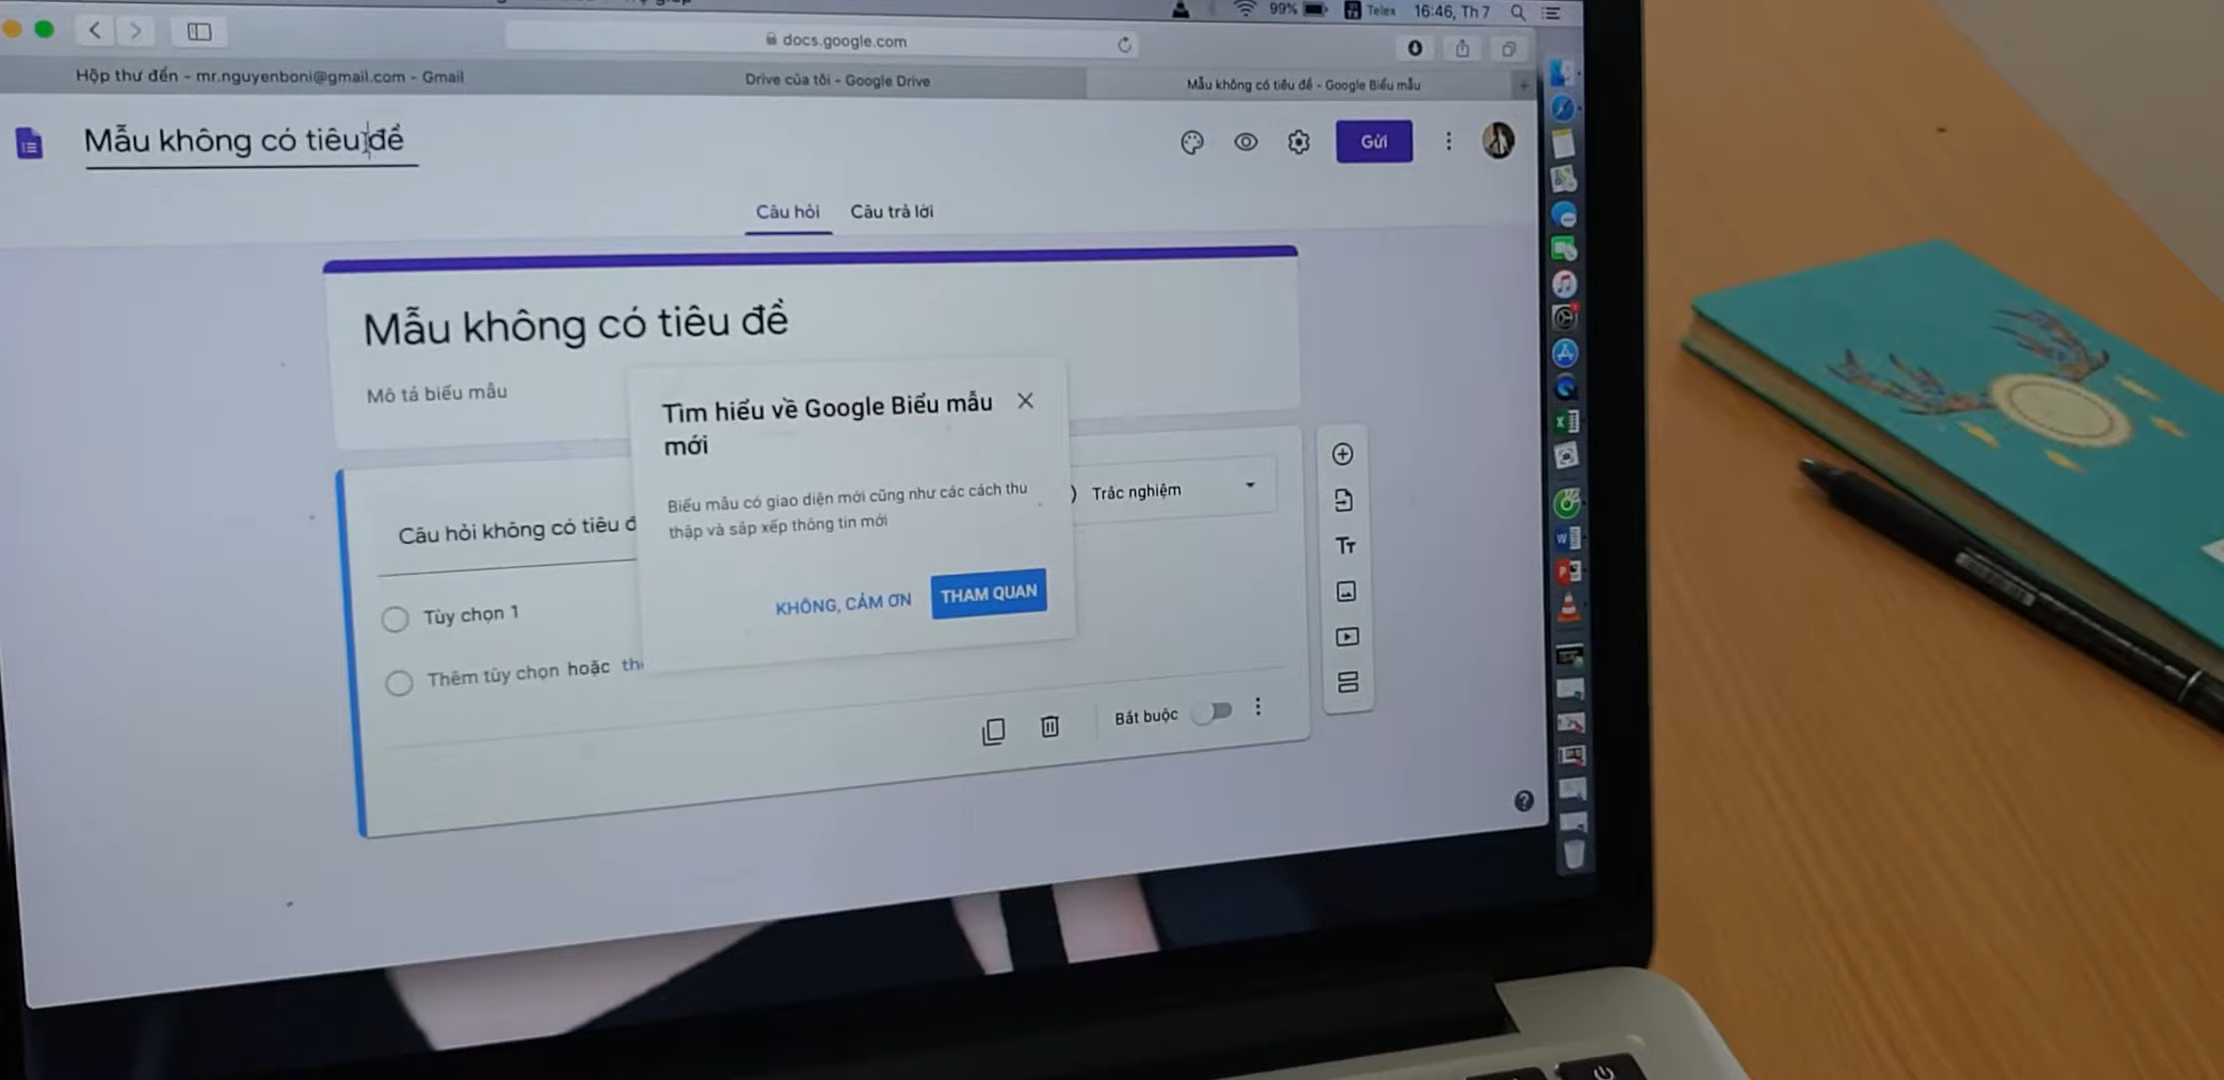 99%
Telex
16:46, Th 7
docs.google.com
Hộp thư đến - mr.nguyenboni@gmail.com - Gmail
Drive của tôi - Google Drive
Mẫu không có tiêu đề - Google Biểu mẫu
Mẫu không có tiêu đề
Gửi
Câu hỏi
Câu trả lời
Mẫu không có tiêu đề
Mô tả biểu mẫu
Tìm hiểu về Google Biểu mẫu
mới
Biểu mẫu có giao diện mới cũng như các cách thu
thập và sắp xếp thông tin mới
KHÔNG, CẢM ƠN
THAM QUAN
Trắc nghiệm
Câu hỏi không có tiêu đ
Tùy chọn 1
Thêm tùy chọn hoặc th
Bắt buộc
Tт